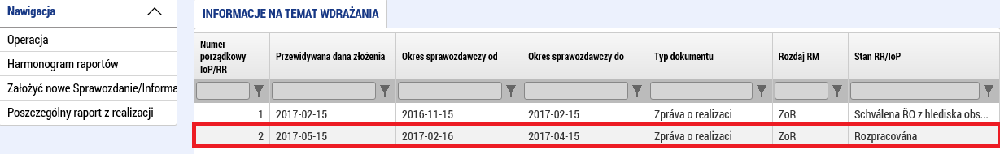 Nawigacja
Operacja
Harmonogram raportów
Założyć nowe Sprawozdanie/Informa
Poszczególny raport z realizacji
INFORMACJE NA TEMAT WDRAŻANIA
Numer porządkowy IoP/RR Przewidywana dana złożenia Okres sprawozdawczy od Okres sprawozdawczy do Typ dokumentu Rozdaj RM Stan RR/IoP
1 2017-02-15 2016-11-15 2017-02-15 Zpráva o realizaci ZoR Schválena ŘO z hlediska obs...
2 2017-05-15 2017-02-16 2017-04-15 Zpráva o realizaci ZoR Rozpracována